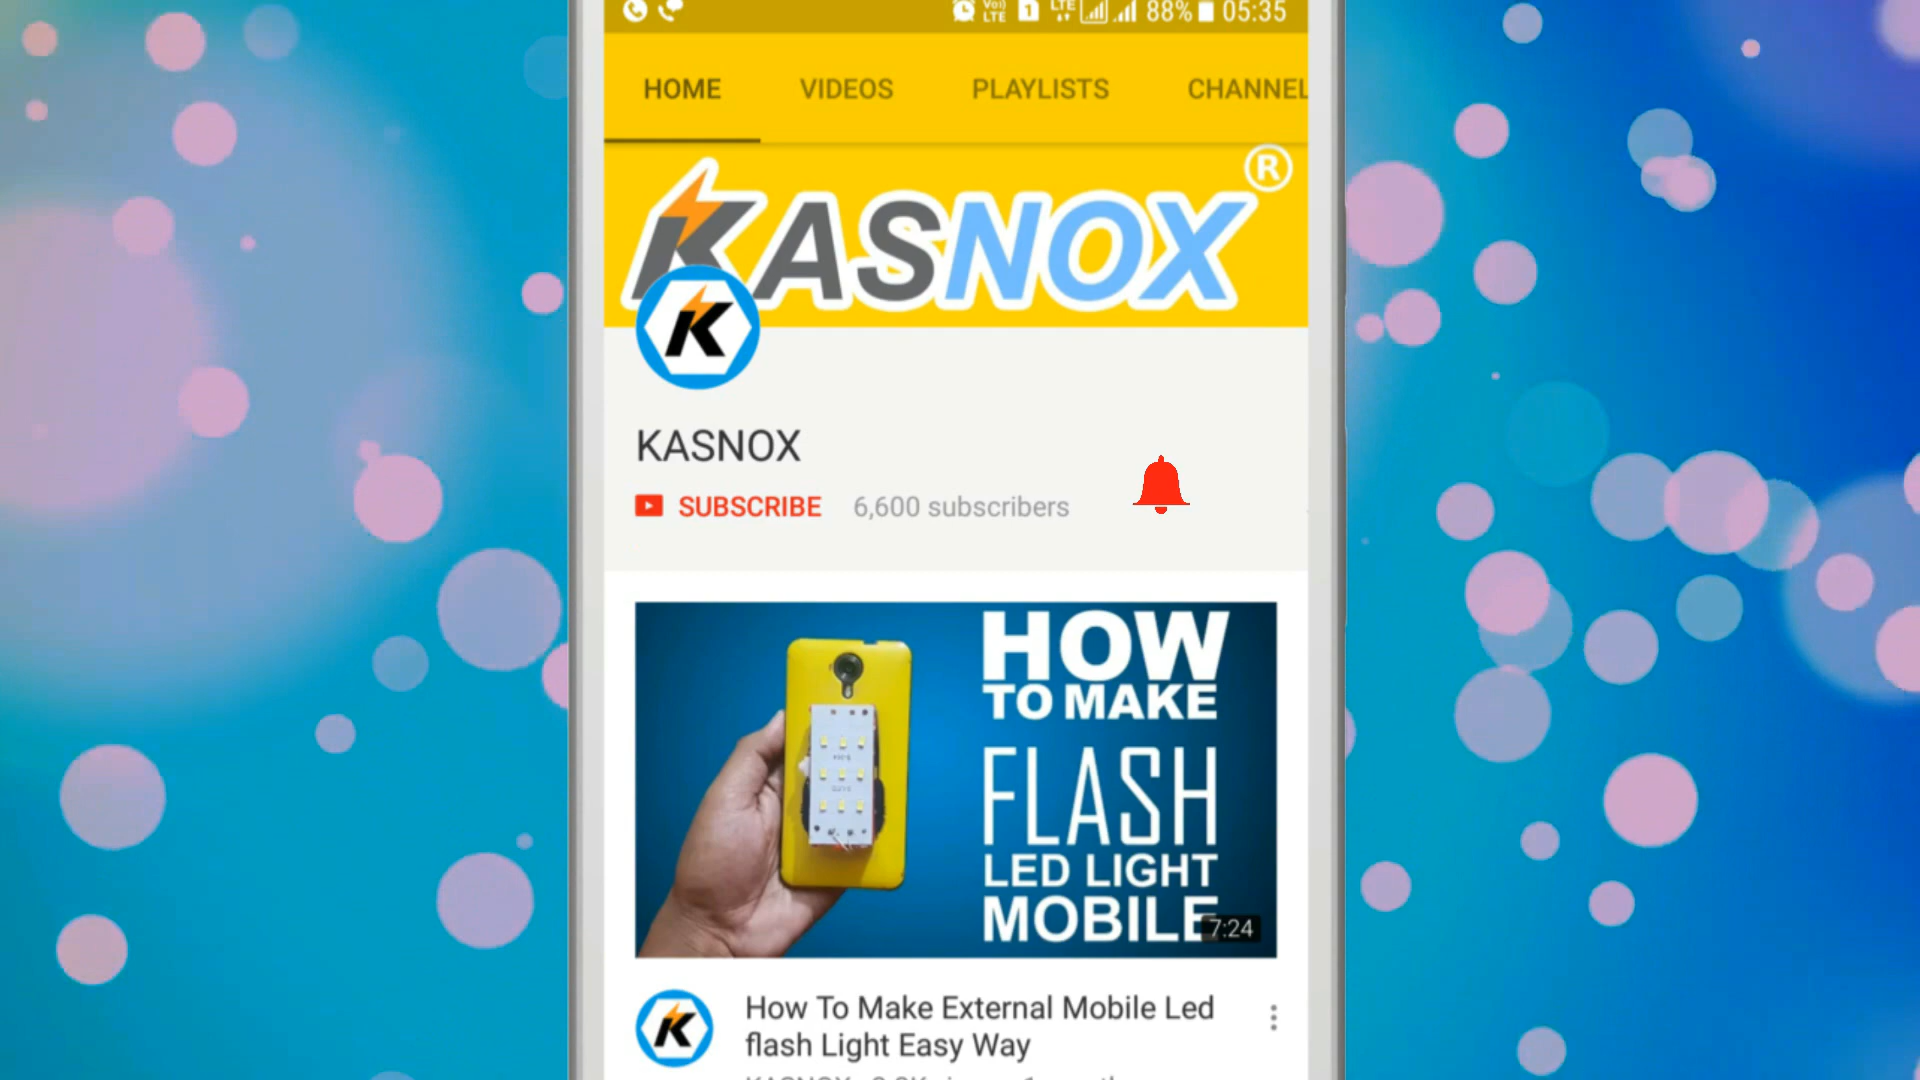 Vo)) LTE 1 LTE 88% 05:35
HOME VIDEOS PLAYLISTS CHANNEL
KASNOX ®
K
KASNOX
SUBSCRIBE 6,600 subscribers
HOW
TO MAKE
FLASH
LED LIGHT
MOBILE
7:24
K
How To Make External Mobile Led
flash Light Easy Way